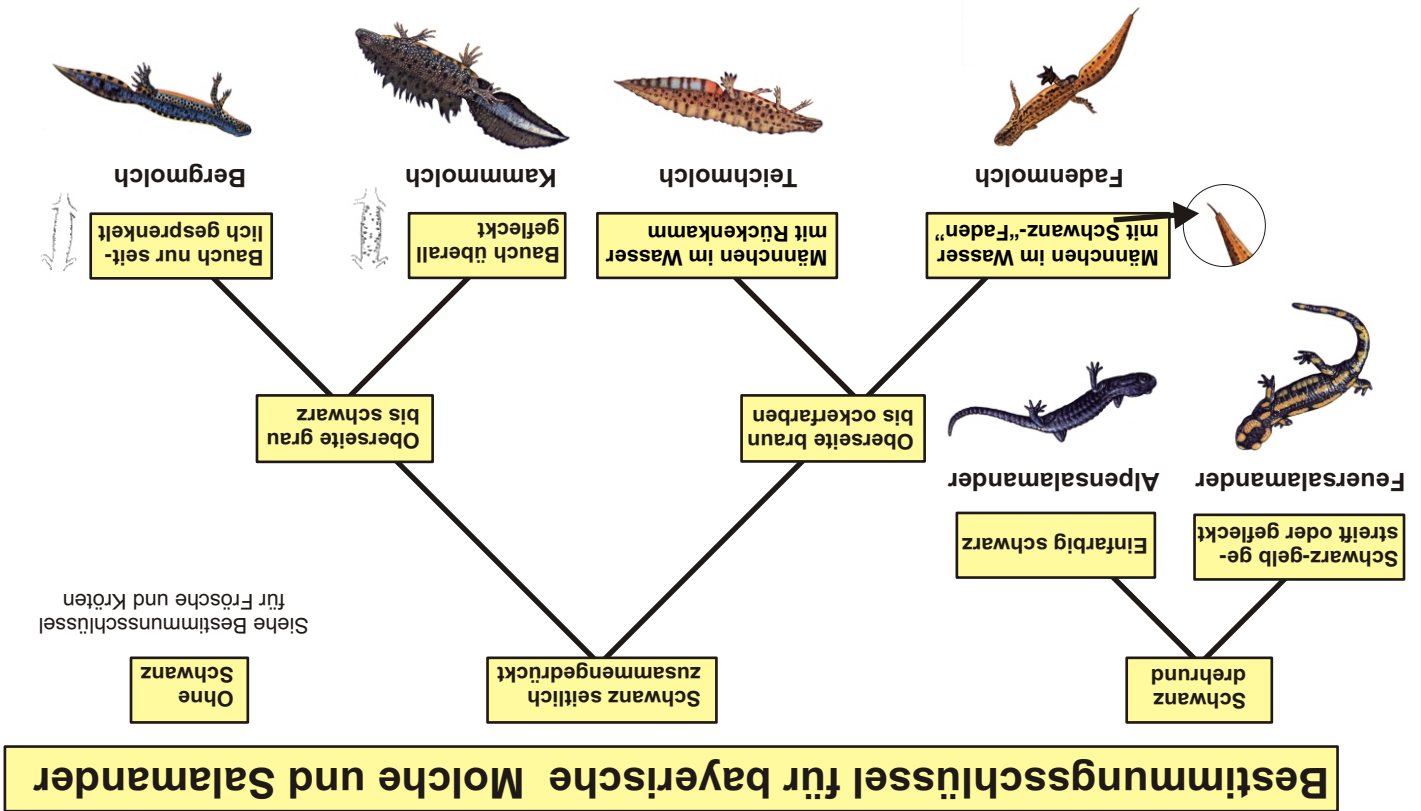 Bestimmungsschlüssel für bayerische Molche und Salamander
Schwanz
drehrund
Schwanz seitlich
zusammengedrückt
Ohne
Schwanz
Siehe Bestimmunsschlüssel
für Frösche und Kröten
Schwarz-gelb ge-
streift oder gefleckt
Einfarbig schwarz
Feuersalamander
Alpensalamander
Oberseite braun
bis ockerfarben
Oberseite grau
bis schwarz
Männchen im Wasser
mit Schwanz-“Faden”
Männchen im Wasser
mit Rückenkamm
Bauch überall
gefleckt
Bauch nur seit-
lich gesprenkelt
Fadenmolch
Teichmolch
Kammmolch
Bergmolch